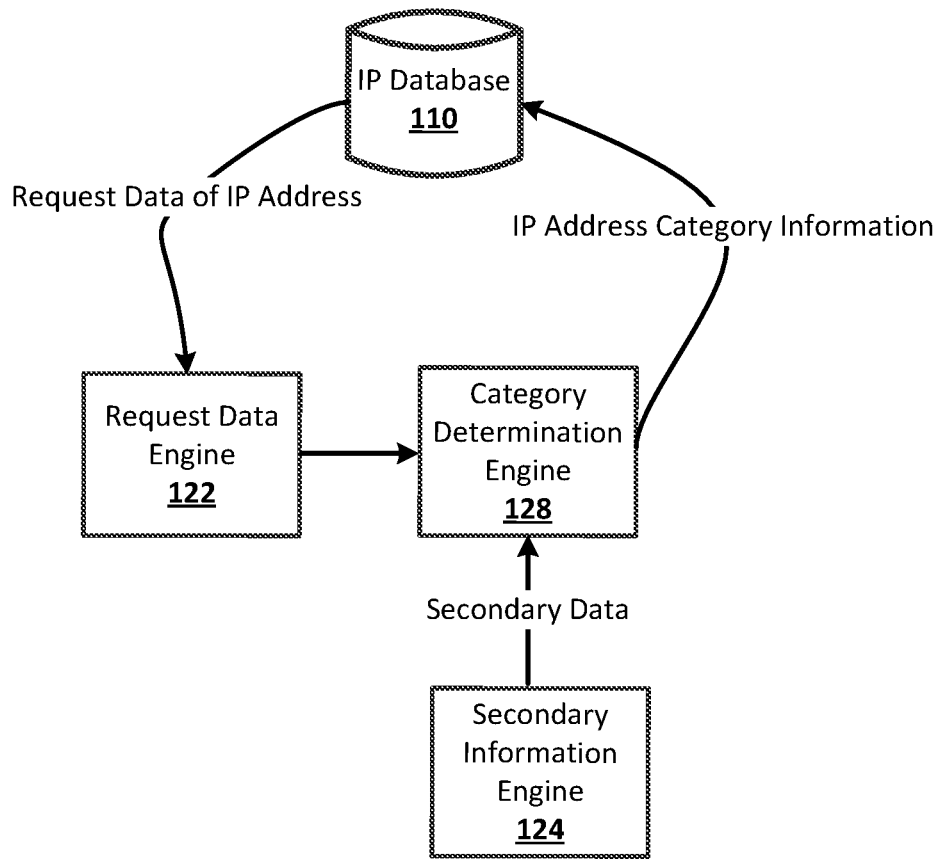 IP Database
110
Request Data of IP Address
IP Address Category Information
Request Data
Engine
122
Category
Determination
Engine
128
Secondary Data
Secondary
Information
Engine
124